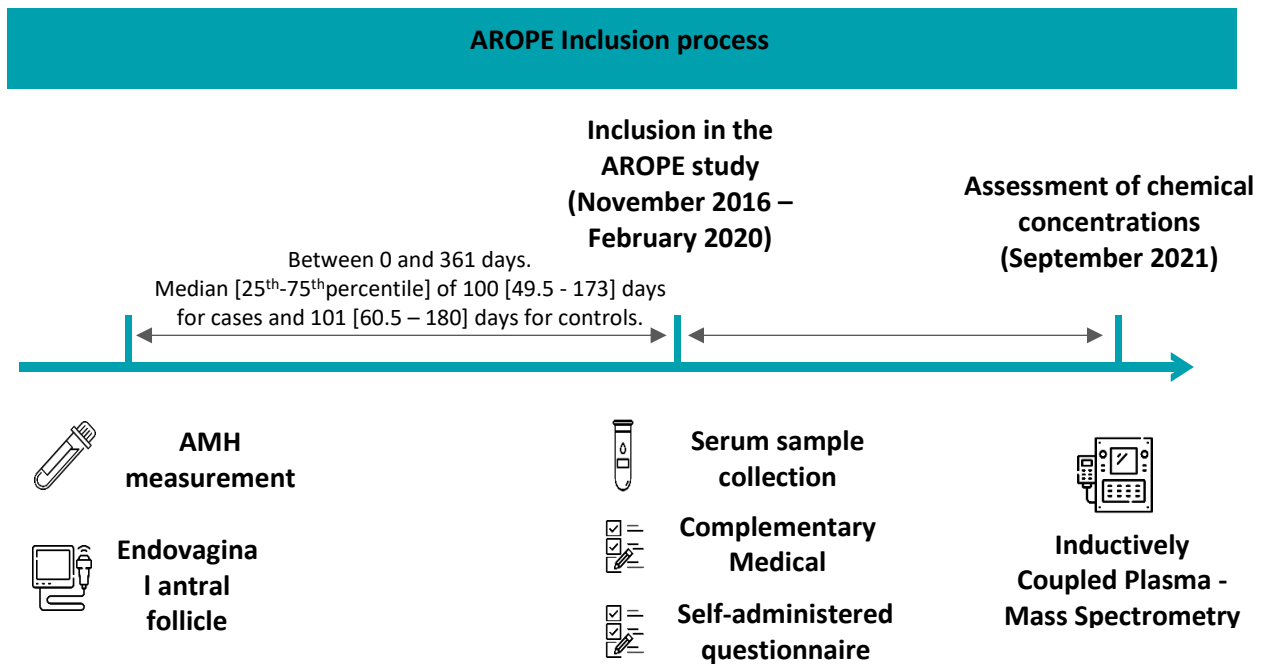 AROPE Inclusion process
Inclusion in the
AROPE study
(November 2016 –
February 2020)
Assessment of chemical
concentrations
(September 2021)
Between 0 and 361 days.
Median [25th-75thpercentile] of 100 [49.5 - 173] days
for cases and 101 [60.5 – 180] days for controls.
AMH
measurement
Endovagina
l antral
follicle
Serum sample
collection
Complementary
Medical
Self-administered
questionnaire
Inductively
Coupled Plasma -
Mass Spectrometry